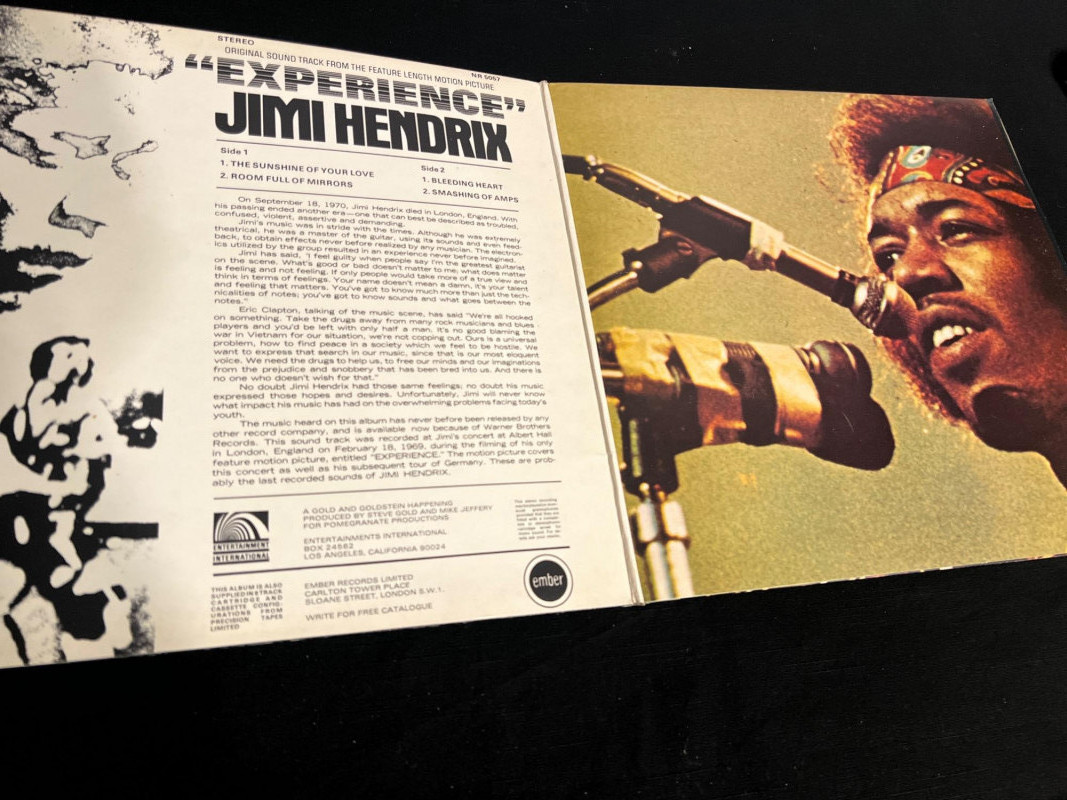 STEREO
NR 5057
ORIGINAL SOUND TRACK FROM THE FEATURE LENGTH MOTION PICTURE
“EXPERIENCE”
JIMI HENDRIX
Side 1
1. THE SUNSHINE OF YOUR LOVE
2. ROOM FULL OF MIRRORS
Side 2
1. BLEEDING HEART
2. SMASHING OF AMPS
On September 18, 1970, Jimi Hendrix died in London, England. With
his passing ended another era—one that can best be described as troubled,
confused, violent, assertive and demanding.
Jimi's music was in stride with the times. Although he was extremely
theatrical, he was a master of the guitar, using its sounds and even feed-
back, to obtain effects never before realized by any musician. The electron-
ics utilized by the group resulted in an experience never before imagined.
Jimi has said, "I feel guilty when people say I'm the greatest guitarist
on the scene. What's good or bad doesn't matter to me; what does matter
is feeling and not feeling. If only people would take more of a true view and
think in terms of feelings. Your name doesn't mean a damn, it's your talent
and feeling that matters. You've got to know much more than just the tech-
nicalities of notes; you've got to know sounds and what goes between the
notes."
Eric Clapton, talking of the music scene, has said "We're all hooked
on something. Take the drugs away from many rock musicians and blues
players and you'd be left with only half a man. It's no good blaming the
war in Vietnam for our situation, we're not copping out. Ours is a universal
problem, how to find peace in a society which we feel to be hostile. We
want to express that search in our music, since that is our most eloquent
voice. We need the drugs to help us, to free our minds and our imaginations
from the prejudice and snobbery that has been bred into us. And there is
no one who doesn't wish for that."
No doubt Jimi Hendrix had those same feelings; no doubt his music
expressed those hopes and desires. Unfortunately, Jimi will never know
what impact his music has had on the overwhelming problems facing today's
youth.
The music heard on this album has never before been released by any
other record company, and is available now because of Warner Brothers
Records. This sound track was recorded at Jimi's concert at Albert Hall
in London, England on February 18, 1969, during the filming of his only
feature motion picture, entitled "EXPERIENCE." The motion picture covers
this concert as well as his subsequent tour of Germany. These are prob-
ably the last recorded sounds of JIMI HENDRIX.
ENTERTAINMENT
INTERNATIONAL
A GOLD AND GOLDSTEIN HAPPENING
PRODUCED BY STEVE GOLD AND MIKE JEFFERY
FOR POMEGRANATE PRODUCTIONS
ENTERTAINMENTS INTERNATIONAL
BOX 24582
LOS ANGELES, CALIFORNIA 90024
THIS ALBUM IS ALSO
SUPPLIED IN 8 TRACK
CARTRIDGE AND
CASSETTE CONFIG-
URATIONS FROM
PRECISION TAPES
LIMITED
EMBER RECORDS LIMITED
CARLTON TOWER PLACE
SLOANE STREET, LONDON S.W.1.
WRITE FOR FREE CATALOGUE
ember